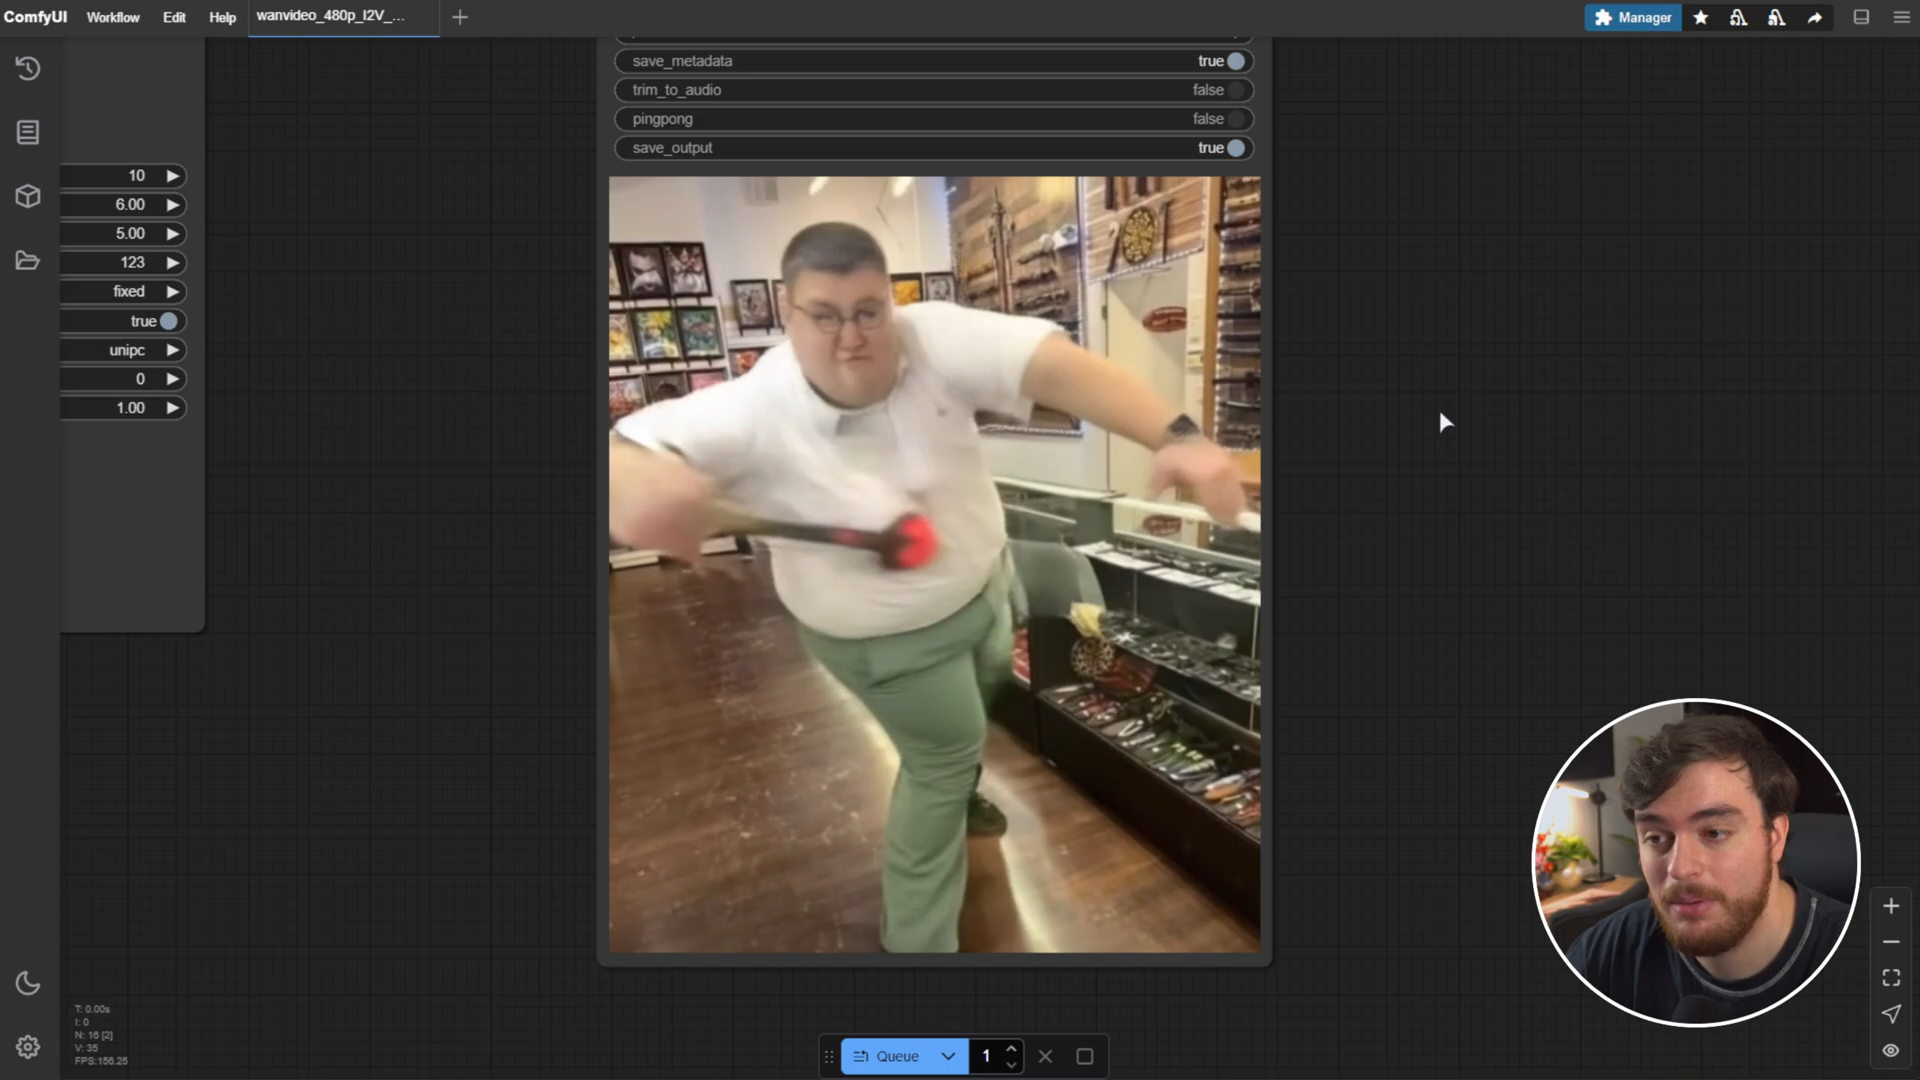 ComfyUI Workflow Edit Help wanvideo_480p_I2V_... Manager
save_metadata true
trim_to_audio false
pingpong false
save_output true
10
6.00
5.00
123
fixed
true
unipc
0
1.00
T: 0.00s
I: 0
N: 16 [2]
V: 35
FPS:156.25
Queue 1